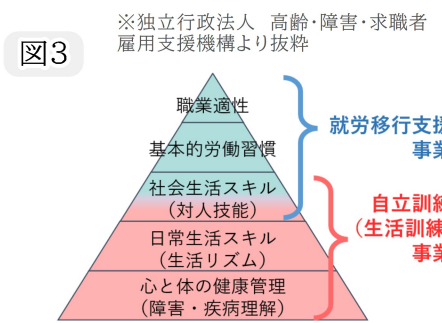 ※独立行政法人 高齢・障害・求職者
雇用支援機構より抜粋
図3
職業適性
基本的労働習慣
社会生活スキル
（対人技能）
日常生活スキル
（生活リズム）
心と体の健康管理
（障害・疾病理解）
就労移行支援
事業
自立訓練
（生活訓練
事業